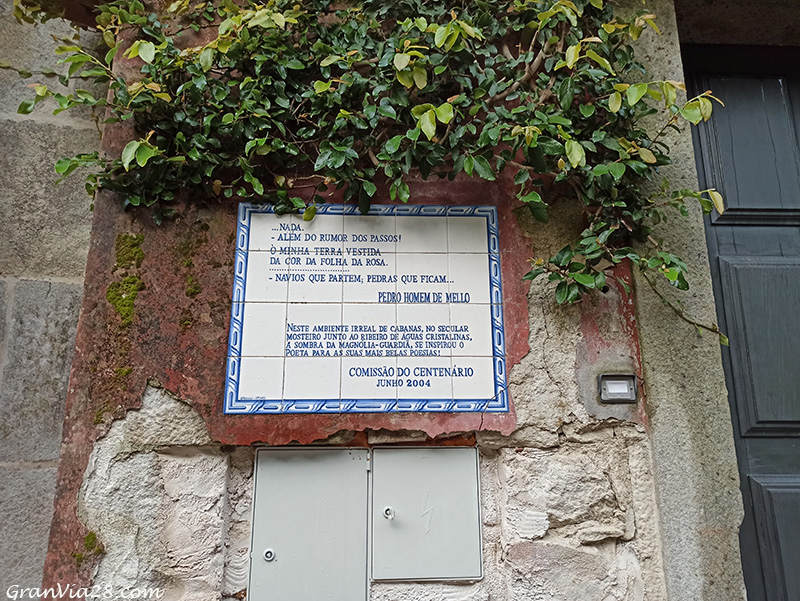 ...NADA.
- ALÉM DO RUMOR DOS PASSOS!
Ó MINHA TERRA VESTIDA
DA CÔR DA FOLHA DA ROSA.
........................
- NAVIOS QUE PARTEM; PEDRAS QUE FICAM...
PEDRO HOMEM DE MELLO
NESTE AMBIENTE IRREAL DE CABANAS, NO SECULAR
MOSTEIRO JUNTO AO RIBEIRO DE ÁGUAS CRISTALINAS,
A SOMBRA DA MAGNOLIA-GUARDIÃ, SE INSPIROU O
POETA PARA AS SUAS MAIS BELAS POESIAS!
COMISSÃO DO CENTENÁRIO
JUNHO 2004
GranVia28.com